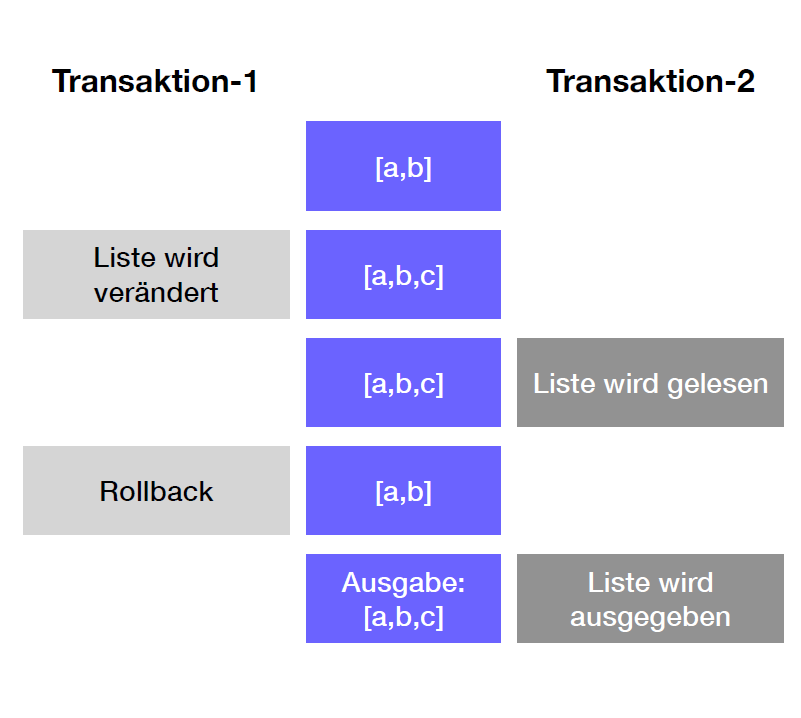 Transaktion-1
Transaktion-2
[a,b]
Liste wird
verändert
[a,b,c]
[a,b,c]
Liste wird gelesen
Rollback
[a,b]
Ausgabe:
[a,b,c]
Liste wird
ausgegeben